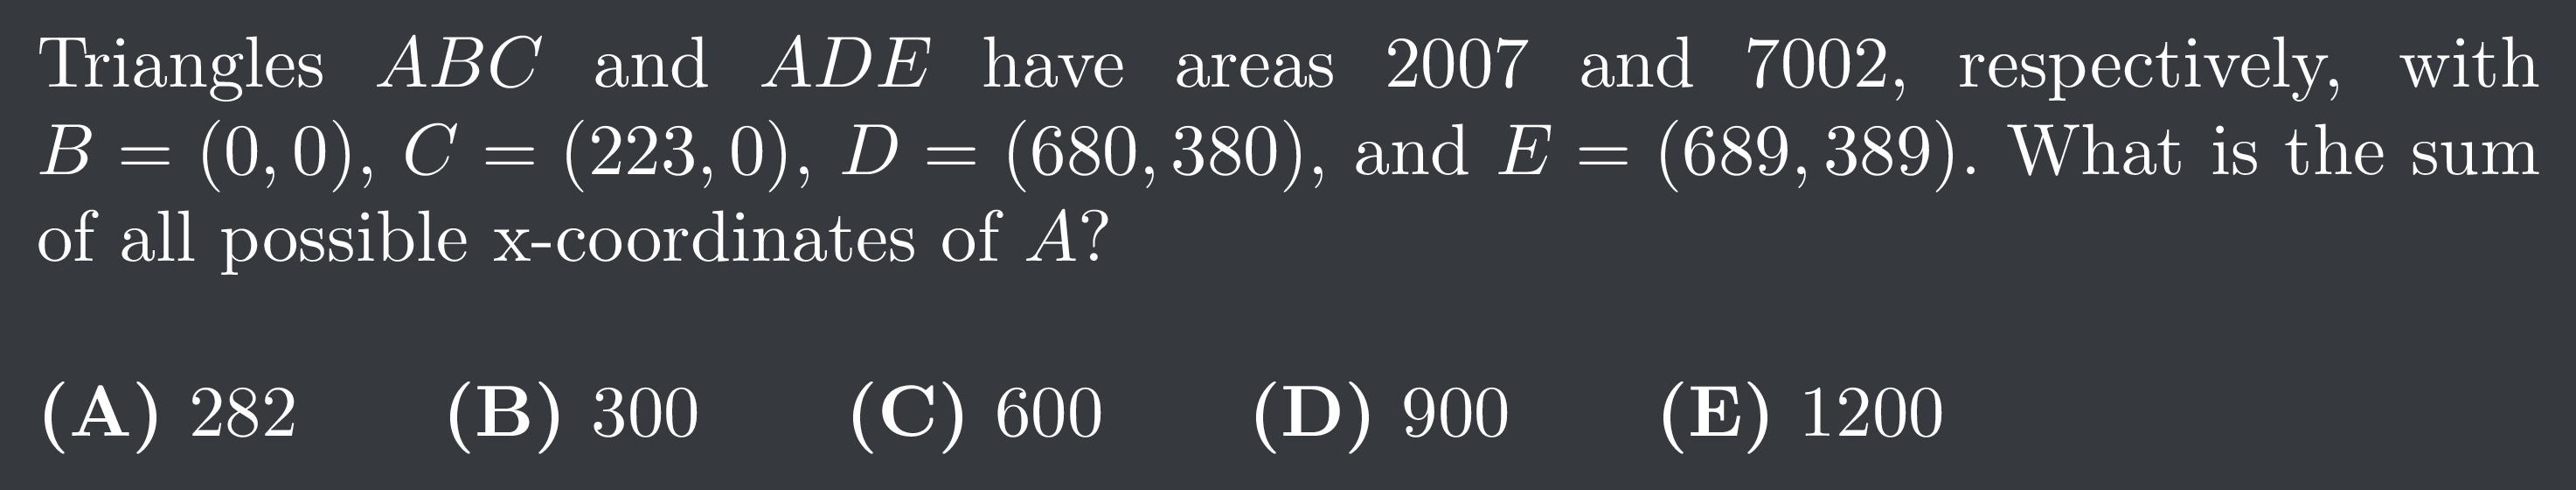 Triangles ABC and ADE have areas 2007 and 7002, respectively, with
B = (0, 0), C = (223, 0), D = (680, 380), and E = (689, 389). What is the sum
of all possible x-coordinates of A?
(A) 282 (B) 300 (C) 600 (D) 900 (E) 1200